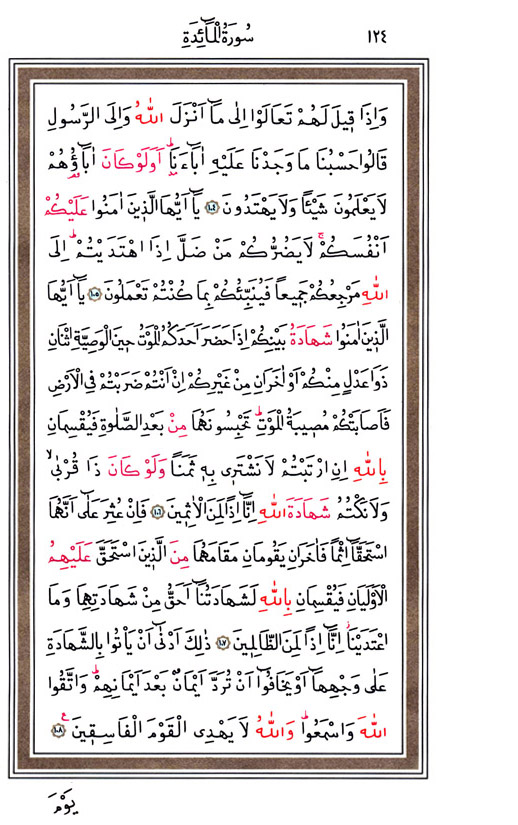 ١٢٤ سُورَةُ الْمَٓائِدَةِ
وَاِذَا ق۪يلَ لَهُمْ تَعَالَوْا اِلٰى مَٓا اَنْزَلَ اللّٰهُ وَاِلَى الرَّسُولِ
قَالُوا حَسْبُنَا مَا وَجَدْنَا عَلَيْهِ اٰبَٓاءَنَاۜ اَوَلَوْ كَانَ اٰبَٓاؤُ۬هُمْ
لَا يَعْلَمُونَ شَيْـًٔا وَلَا يَهْتَدُونَ ﴿١٠٤﴾ يَٓا اَيُّهَا الَّذ۪ينَ اٰمَنُوا عَلَيْكُمْ
اَنْفُسَكُمْۚ لَا يَضُرُّكُمْ مَنْ ضَلَّ اِذَا اهْتَدَيْتُمْۜ اِلَى
اللّٰهِ مَرْجِعُكُمْ جَم۪يعًا فَيُنَبِّئُكُمْ بِمَا كُنْتُمْ تَعْمَلُونَ ﴿١٠٥﴾ يَٓا اَيُّهَا
الَّذ۪ينَ اٰمَنُوا شَهَادَةُ بَيْنِكُمْ اِذَا حَضَرَ اَحَدَكُمُ الْمَوْتُ ح۪ينَ الْوَصِيَّةِ اثْنَانِ
ذَوَا عَدْلٍ مِنْكُمْ اَوْ اٰخَرَانِ مِنْ غَيْرِكُمْ اِنْ اَنْتُمْ ضَرَبْتُمْ فِي الْاَرْضِ
فَاَصَابَتْكُمْ مُص۪يبَةُ الْمَوْتِۜ تَحْبِسُونَهُمَا مِنْ بَعْدِ الصَّلٰوةِ فَيُقْسِمَانِ
بِاللّٰهِ اِنِ ارْتَبْتُمْ لَا نَشْتَر۪ي بِه۪ ثَمَنًا وَلَوْ كَانَ ذَا قُرْبٰىۙ
وَلَا نَكْتُمُ شَهَادَةَ اللّٰهِ اِنَّٓا اِذًا لَمِنَ الْاٰثِم۪ينَ ﴿١٠٦﴾ فَاِنْ عُثِرَ عَلٰٓى اَنَّهُمَا
اسْتَحَقَّٓا اِثْمًا فَاٰخَرَانِ يَقُومَانِ مَقَامَهُمَا مِنَ الَّذ۪ينَ اسْتَحَقَّ عَلَيْهِمُ
الْاَوْلَيَانِ فَيُقْسِمَانِ بِاللّٰهِ لَشَهَادَتُنَٓا اَحَقُّ مِنْ شَهَادَتِهِمَا وَمَا
اعْتَدَيْنَاۘ اِنَّٓا اِذًا لَمِنَ الظَّالِم۪ينَ ﴿١٠٧﴾ ذٰلِكَ اَدْنٰٓى اَنْ يَأْتُوا بِالشَّهَادَةِ
عَلٰى وَجْهِهَٓا اَوْ يَخَافُٓوا اَنْ تُرَدَّ اَيْمَانٌ بَعْدَ اَيْمَانِهِمْۜ وَاتَّقُوا
اللّٰهَ وَاسْمَعُواۜ وَاللّٰهُ لَا يَهْدِي الْقَوْمَ الْفَاسِق۪ينَ۟ ﴿١٠٨﴾ ع
يَوْمَ